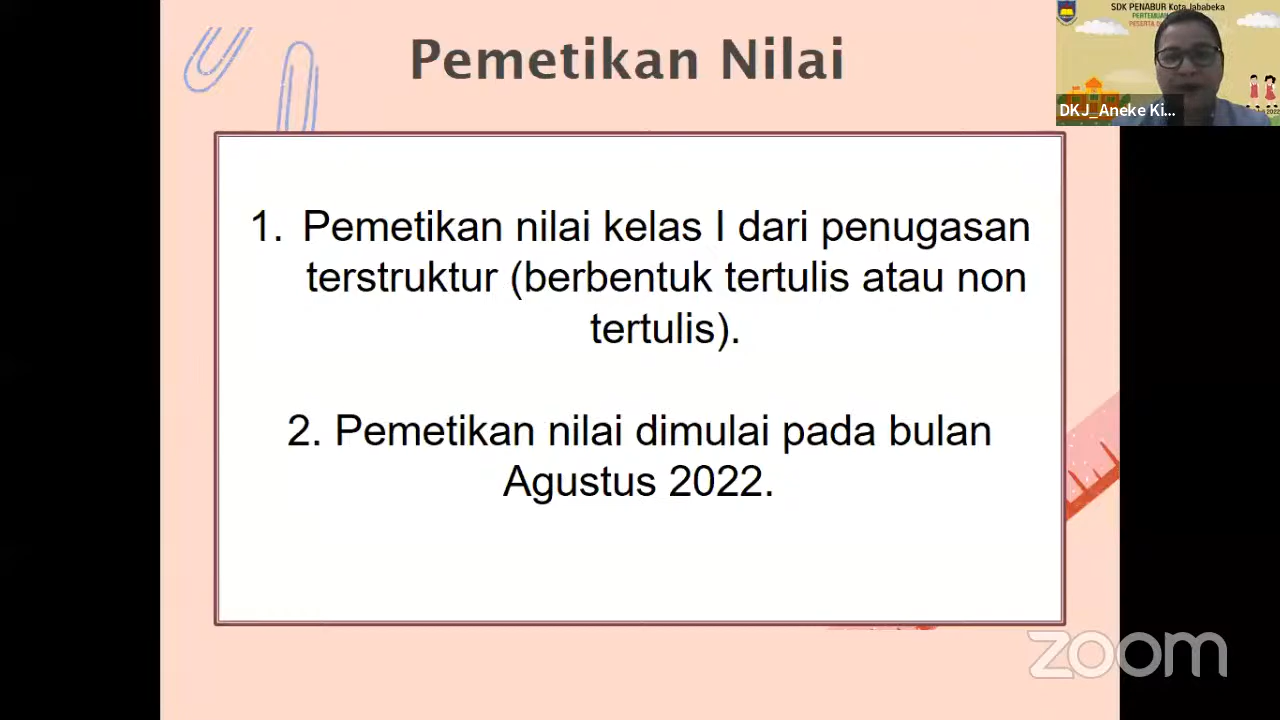 Pemetikan Nilai
1. Pemetikan nilai kelas I dari penugasan
terstruktur (berbentuk tertulis atau non
tertulis).
2. Pemetikan nilai dimulai pada bulan
Agustus 2022.
SDK PENABUR Kota Jababeka
PERTEMUAN
DKJ_Aneke Ki...
zoom